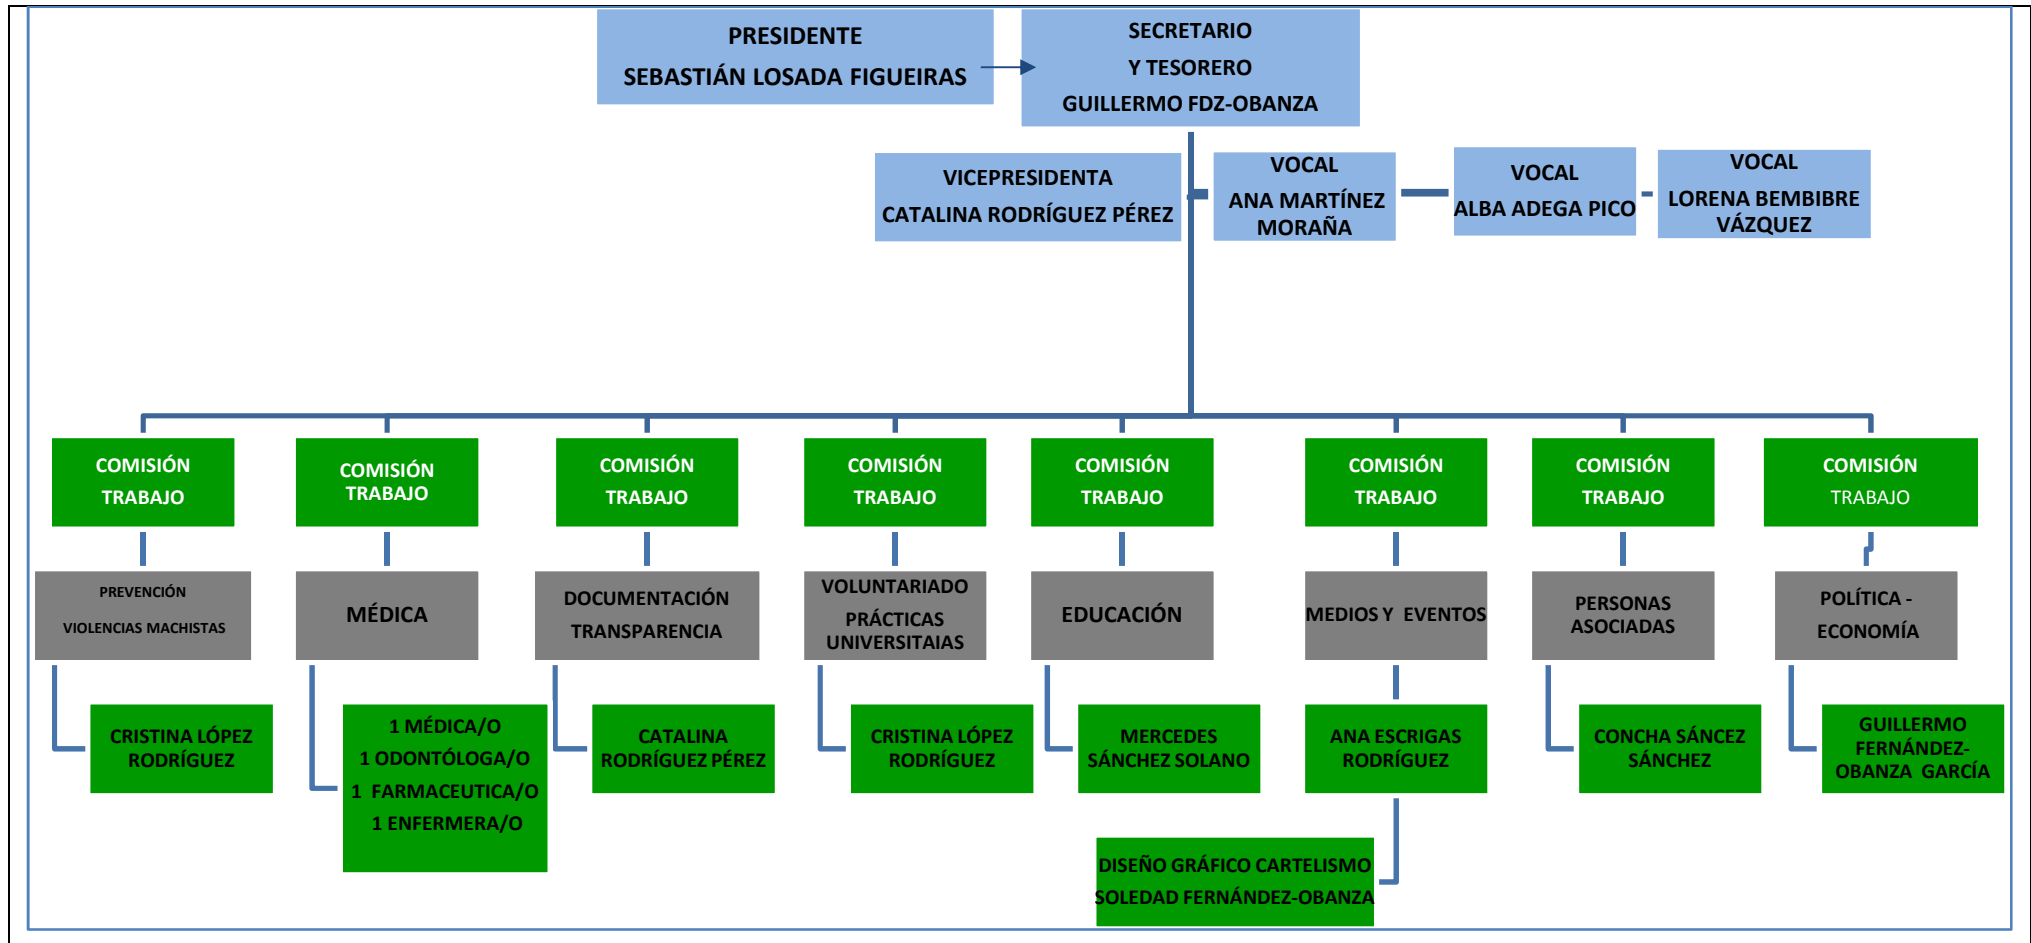 PRESIDENTE
SEBASTIÁN LOSADA FIGUEIRAS
SECRETARIO
Y TESORERO
GUILLERMO FDZ-OBANZA
VICEPRESIDENTA
CATALINA RODRÍGUEZ PÉREZ
VOCAL
ANA MARTÍNEZ
MORAÑA
VOCAL
ALBA ADEGA PICO
VOCAL
LORENA BEMBIBRE
VÁZQUEZ
COMISIÓN
TRABAJO
COMISIÓN
TRABAJO
COMISIÓN
TRABAJO
COMISIÓN
TRABAJO
COMISIÓN
TRABAJO
COMISIÓN
TRABAJO
COMISIÓN
TRABAJO
COMISIÓN
TRABAJO
PREVENCIÓN
VIOLENCIAS MACHISTAS
MÉDICA
DOCUMENTACIÓN
TRANSPARENCIA
VOLUNTARIADO
PRÁCTICAS
UNIVERSITAIAS
EDUCACIÓN
MEDIOS Y EVENTOS
PERSONAS
ASOCIADAS
POLÍTICA -
ECONOMÍA
CRISTINA LÓPEZ
RODRÍGUEZ
1 MÉDICA/O
1 ODONTÓLOGA/O
1 FARMACEUTICA/O
1 ENFERMERA/O
CATALINA
RODRÍGUEZ PÉREZ
CRISTINA LÓPEZ
RODRÍGUEZ
MERCEDES
SÁNCHEZ SOLANO
ANA ESCRIGAS
RODRÍGUEZ
CONCHA SÁNCEZ
SÁNCHEZ
GUILLERMO
FERNÁNDEZ-
OBANZA GARCÍA
DISEÑO GRÁFICO CARTELISMO
SOLEDAD FERNÁNDEZ-OBANZA